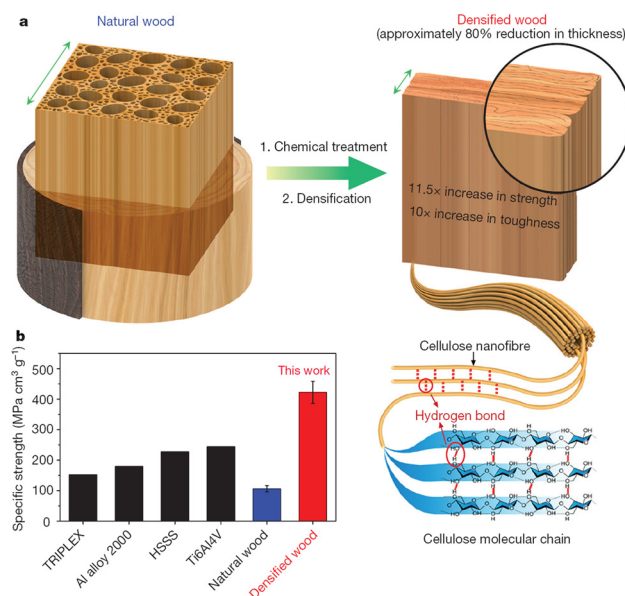 a
Natural wood
Densified wood
(approximately 80% reduction in thickness)
1. Chemical treatment
2. Densification
11.5× increase in strength
10× increase in toughness
Cellulose nanofibre
Hydrogen bond
Cellulose molecular chain
b
Specific strength (MPa cm³ g⁻¹)
500
400
300
200
100
0
This work
TRIPLEX
Al alloy 2000
HSSS
Ti6Al4V
Natural wood
Densified wood